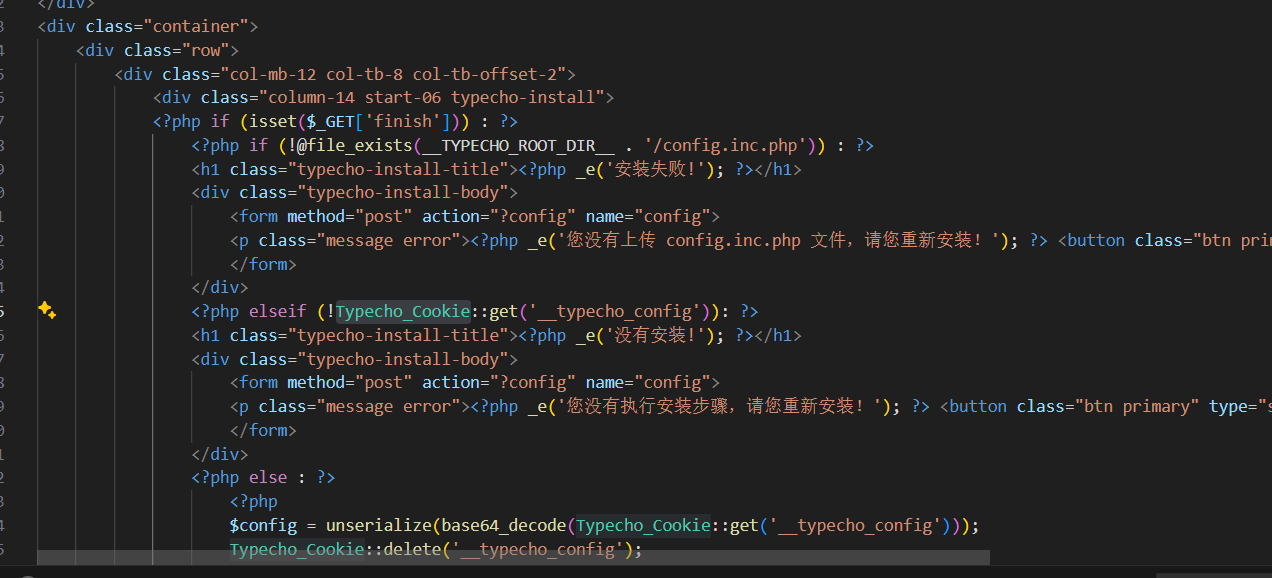 </div>
<div class="container">
<div class="row">
<div class="col-mb-12 col-tb-8 col-tb-offset-2">
<div class="column-14 start-06 typecho-install">
<?php if (isset($_GET['finish'])) : ?>
<?php if (!@file_exists(__TYPECHO_ROOT_DIR__ . '/config.inc.php')) : ?>
<h1 class="typecho-install-title"><?php _e('安装失败!'); ?></h1>
<div class="typecho-install-body">
<form method="post" action="?config" name="config">
<p class="message error"><?php _e('您没有上传 config.inc.php 文件，请您重新安装！'); ?> <button class="btn prim
</form>
</div>
<?php elseif (!Typecho_Cookie::get('__typecho_config')): ?>
<h1 class="typecho-install-title"><?php _e('没有安装!'); ?></h1>
<div class="typecho-install-body">
<form method="post" action="?config" name="config">
<p class="message error"><?php _e('您没有执行安装步骤，请您重新安装！'); ?> <button class="btn primary" type="s
</form>
</div>
<?php else : ?>
<?php
$config = unserialize(base64_decode(Typecho_Cookie::get('__typecho_config')));
Typecho_Cookie::delete('__typecho_config');